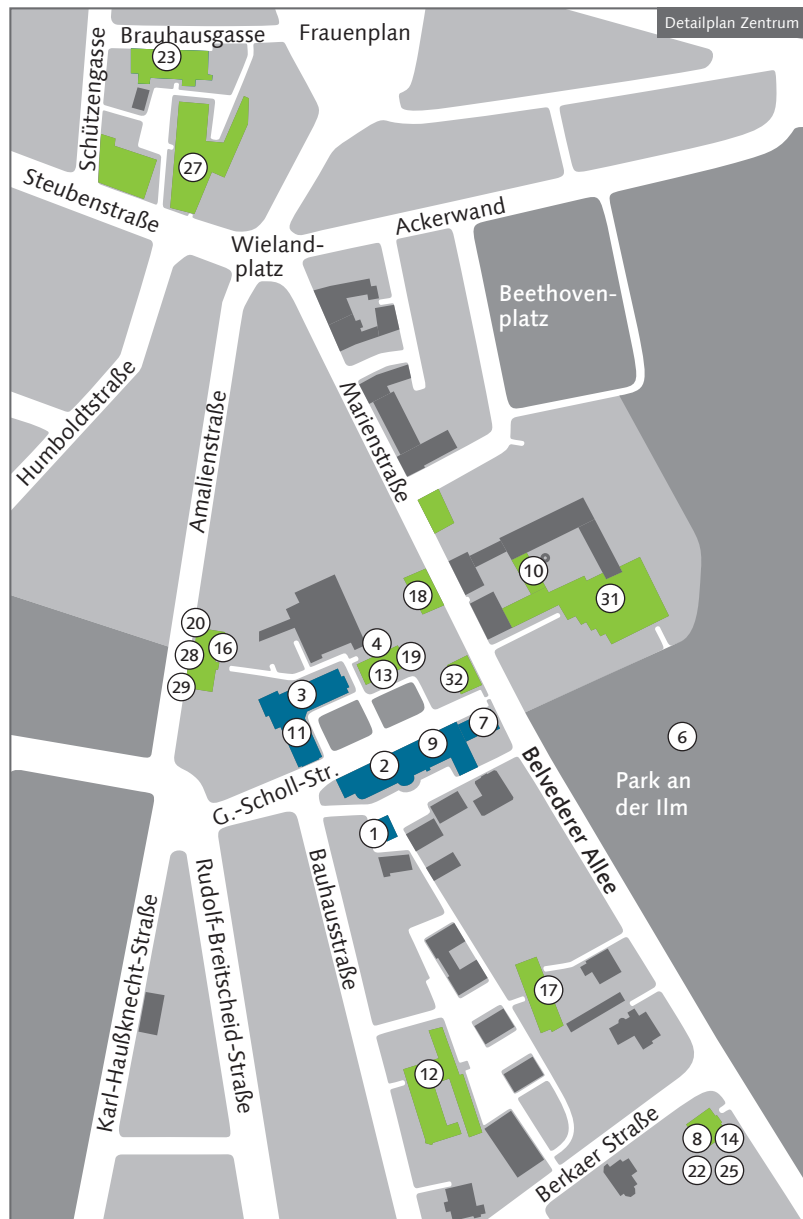 Detailplan Zentrum
Brauhausgasse
Frauenplan
23
Schützengasse
27
Steubenstraße
Ackerwand
Wieland-
platz
Beethoven-
platz
Humboldtstraße
Amalienstraße
Marienstraße
10
18
31
20
16
4
19
28
13
32
29
3
7
11
9
6
2
G.-Scholl-Str.
Park an
der Ilm
1
Belvederer Allee
Bauhausstraße
Rudolf-Breitscheid-Straße
Karl-Haußknecht-Straße
17
12
Berkaer Straße
8
14
22
25